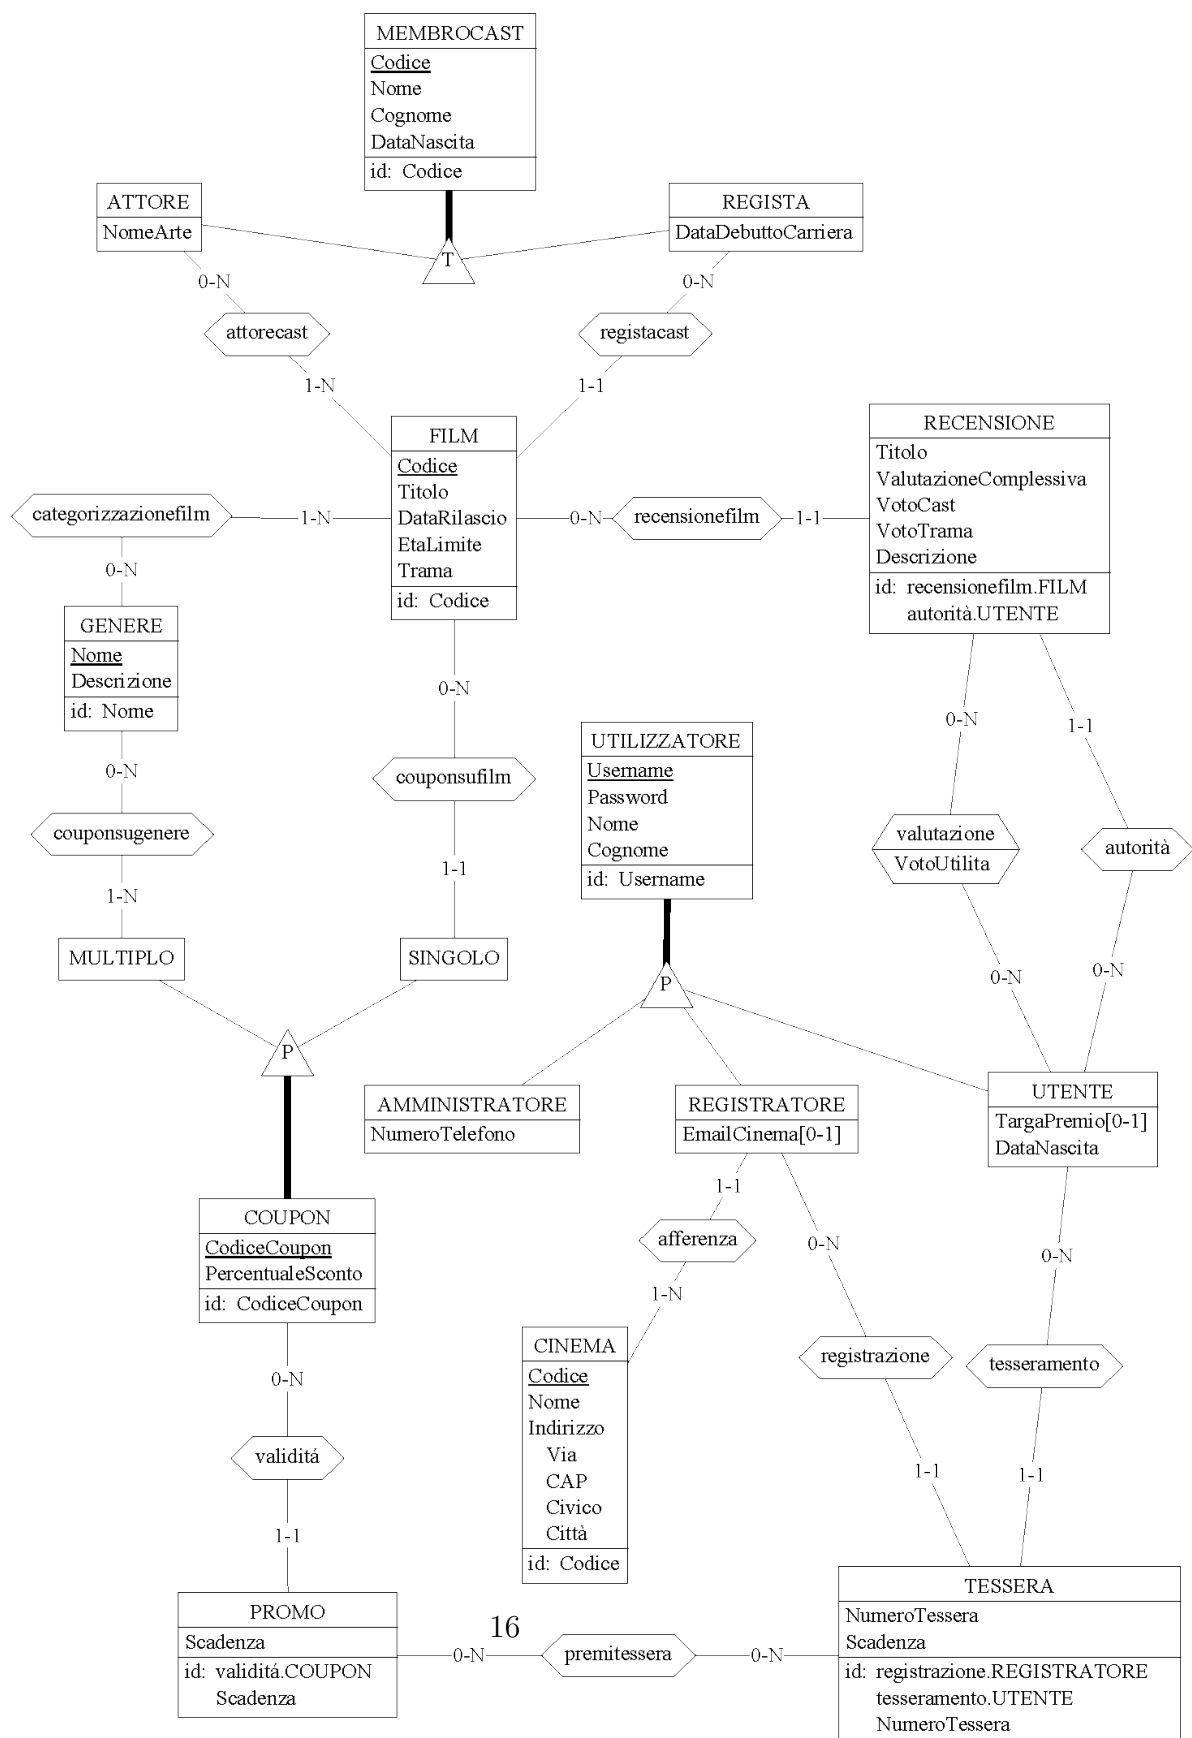 MEMBROCAST
Codice
Nome
Cognome
DataNascita
id: Codice
ATTORE
NomeArte
REGISTA
DataDebuttoCarriera
T
0-N
0-N
attorecast
registacast
1-N
1-1
FILM
Codice
Titolo
DataRilascio
EtaLimite
Trama
id: Codice
RECENSIONE
Titolo
ValutazioneComplessiva
VotoCast
VotoTrama
Descrizione
id: recensionefilm.FILM
autorità.UTENTE
categorizzazionefilm
1-N
0-N
recensionefilm
1-1
0-N
GENERE
Nome
Descrizione
id: Nome
0-N
0-N
1-1
UTILIZZATORE
Username
Password
Nome
Cognome
id: Username
0-N
couponsufilm
couponsugenere
valutazione
VotoUtilita
autorità
1-1
1-N
MULTIPLO
SINGOLO
0-N
0-N
P
P
AMMINISTRATORE
NumeroTelefono
REGISTRATORE
EmailCinema[0-1]
UTENTE
TargaPremio[0-1]
DataNascita
1-1
COUPON
CodiceCoupon
PercentualeSconto
id: CodiceCoupon
afferenza
0-N
0-N
1-N
CINEMA
Codice
Nome
Indirizzo
Via
CAP
Civico
Città
id: Codice
registrazione
tesseramento
0-N
validitá
1-1
1-1
1-1
PROMO
Scadenza
id: validitá.COUPON
Scadenza
16
0-N
premitessera
0-N
TESSERA
NumeroTessera
Scadenza
id: registrazione.REGISTRATORE
tesseramento.UTENTE
NumeroTessera